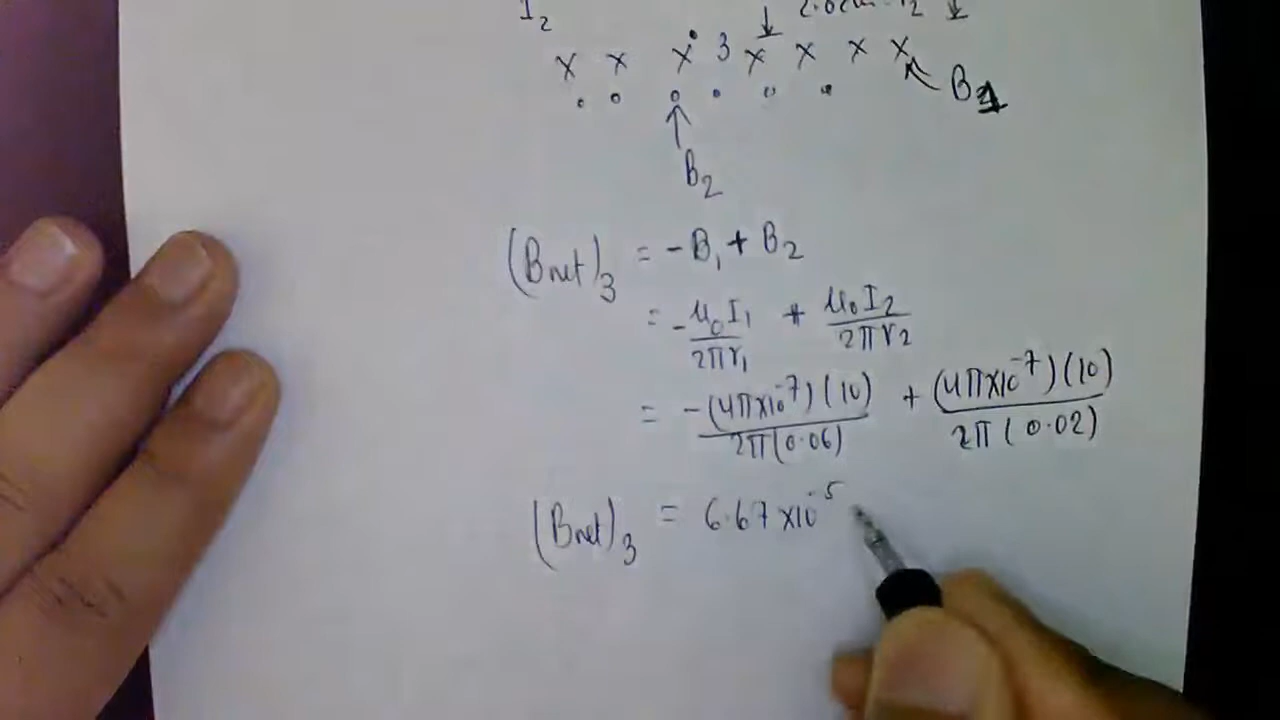 I₂
x x x 3 x x x x B₁
B₂
(Bnet)₃ = -B₁ + B₂
= -μ₀I₁/2πr₁ + μ₀I₂/2πr₂
= -(4π×10⁻⁷)(10)/2π(0.06) + (4π×10⁻⁷)(10)/2π(0.02)
(Bnet)₃ = 6.67×10⁻⁵